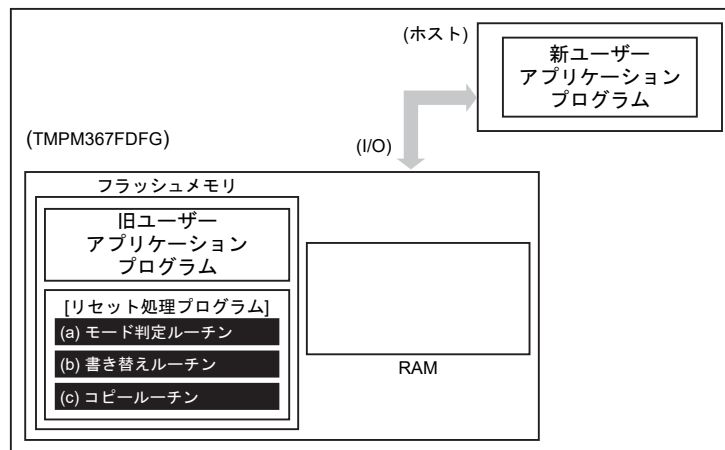 (ホスト)
新ユーザー
アプリケーション
プログラム
(TMPM367FDFG)
(I/O)
フラッシュメモリ
旧ユーザー
アプリケーション
プログラム
[リセット処理プログラム]
(a) モード判定ルーチン
(b) 書き替えルーチン
(c) コピールーチン
RAM